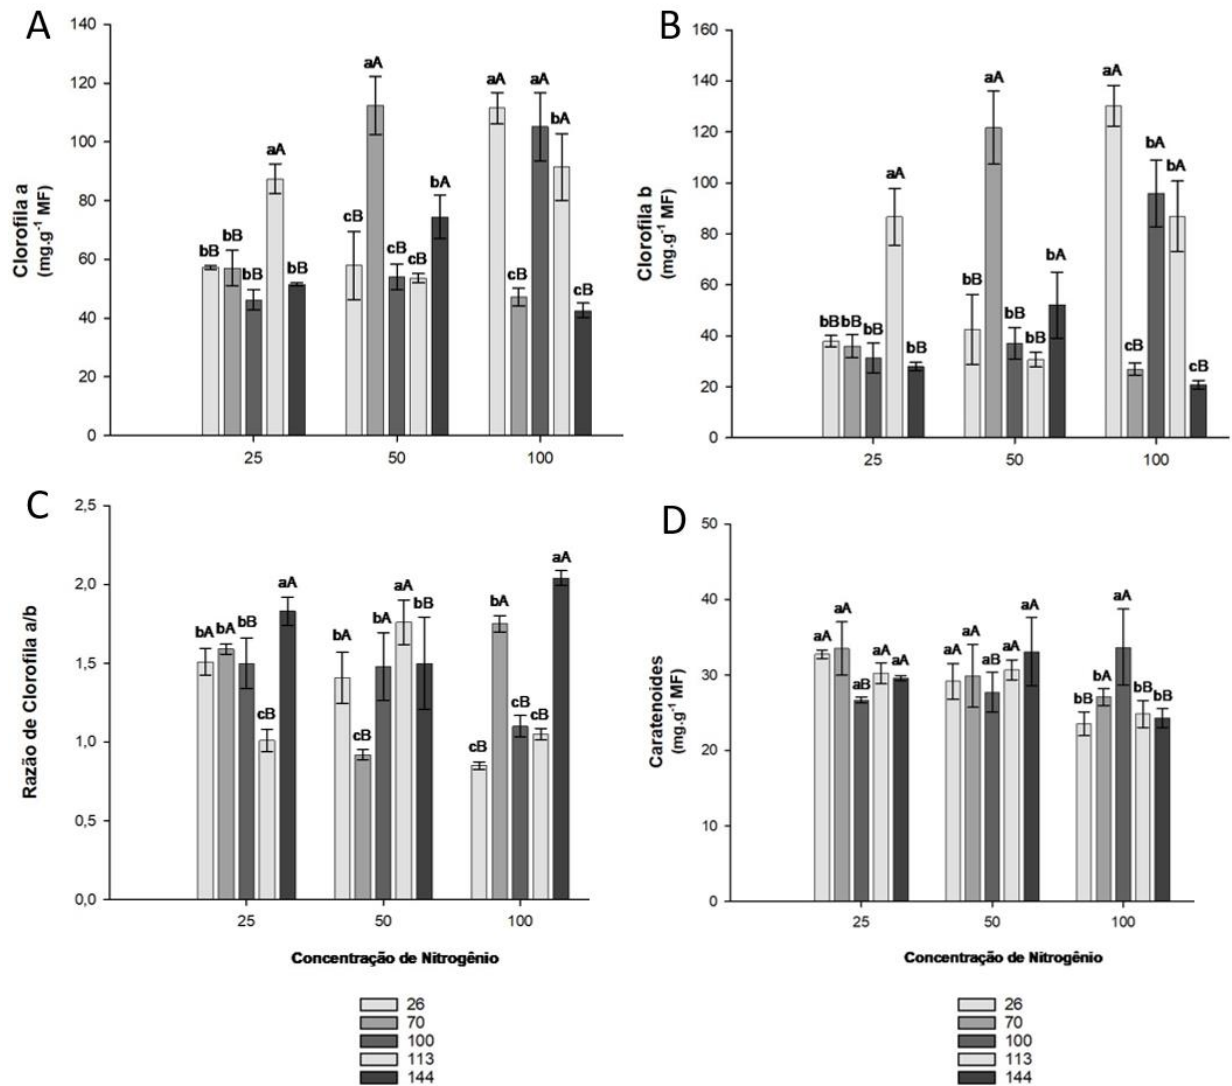 A
Clorofila a
(mg.g⁻¹ MF)
140
120
100
80
60
40
20
0
bB bB bB aA bB
cB aA cB cB bA
aA cB aA bA cB
25 50 100
B
Clorofila b
(mg.g⁻¹ MF)
160
140
120
100
80
60
40
20
0
bB bB bB aA bB
bB aA bB bB bA
aA cB bA bA cB
25 50 100
C
Razão de Clorofila a/b
2,5
2,0
1,5
1,0
0,5
0,0
bA bA bB cB aA
bA cB bA aA bB
cB bA cB cB aA
25 50 100
Concentração de Nitrogênio
26
70
100
113
144
D
Caratenoides
(mg.g⁻¹ MF)
50
40
30
20
10
0
aA aA aB aA aA
aA aA aB aA aA
bB bA aA bB bB
25 50 100
Concentração de Nitrogênio
26
70
100
113
144